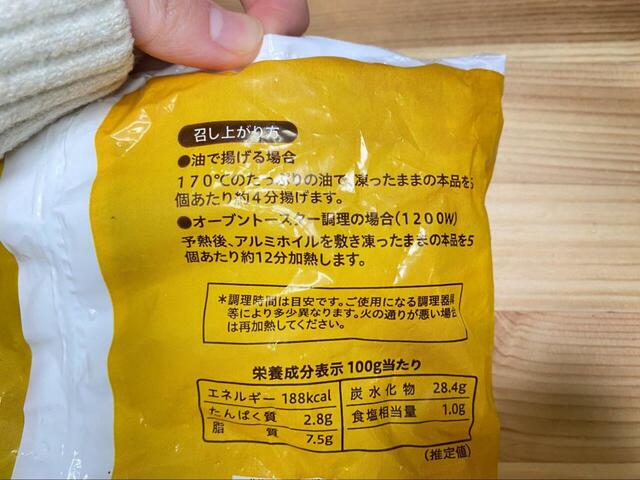 召し上がり方
●油で揚げる場合
170℃のたっぷりの油で、凍ったままの本品を5
個あたり約4分揚げます。
●オーブントースター調理の場合(1200W)
予熱後、アルミホイルを敷き凍ったままの本品を5
個あたり約12分加熱します。
*調理時間は目安です。ご使用になる調理器具
等により多少異なります。火の通りが悪い場合
は再加熱してください。
栄養成分表示 100g当たり
エネルギー 188kcal
たんぱく質 2.8g
脂質 7.5g
炭水化物 28.4g
食塩相当量 1.0g
(推定値)